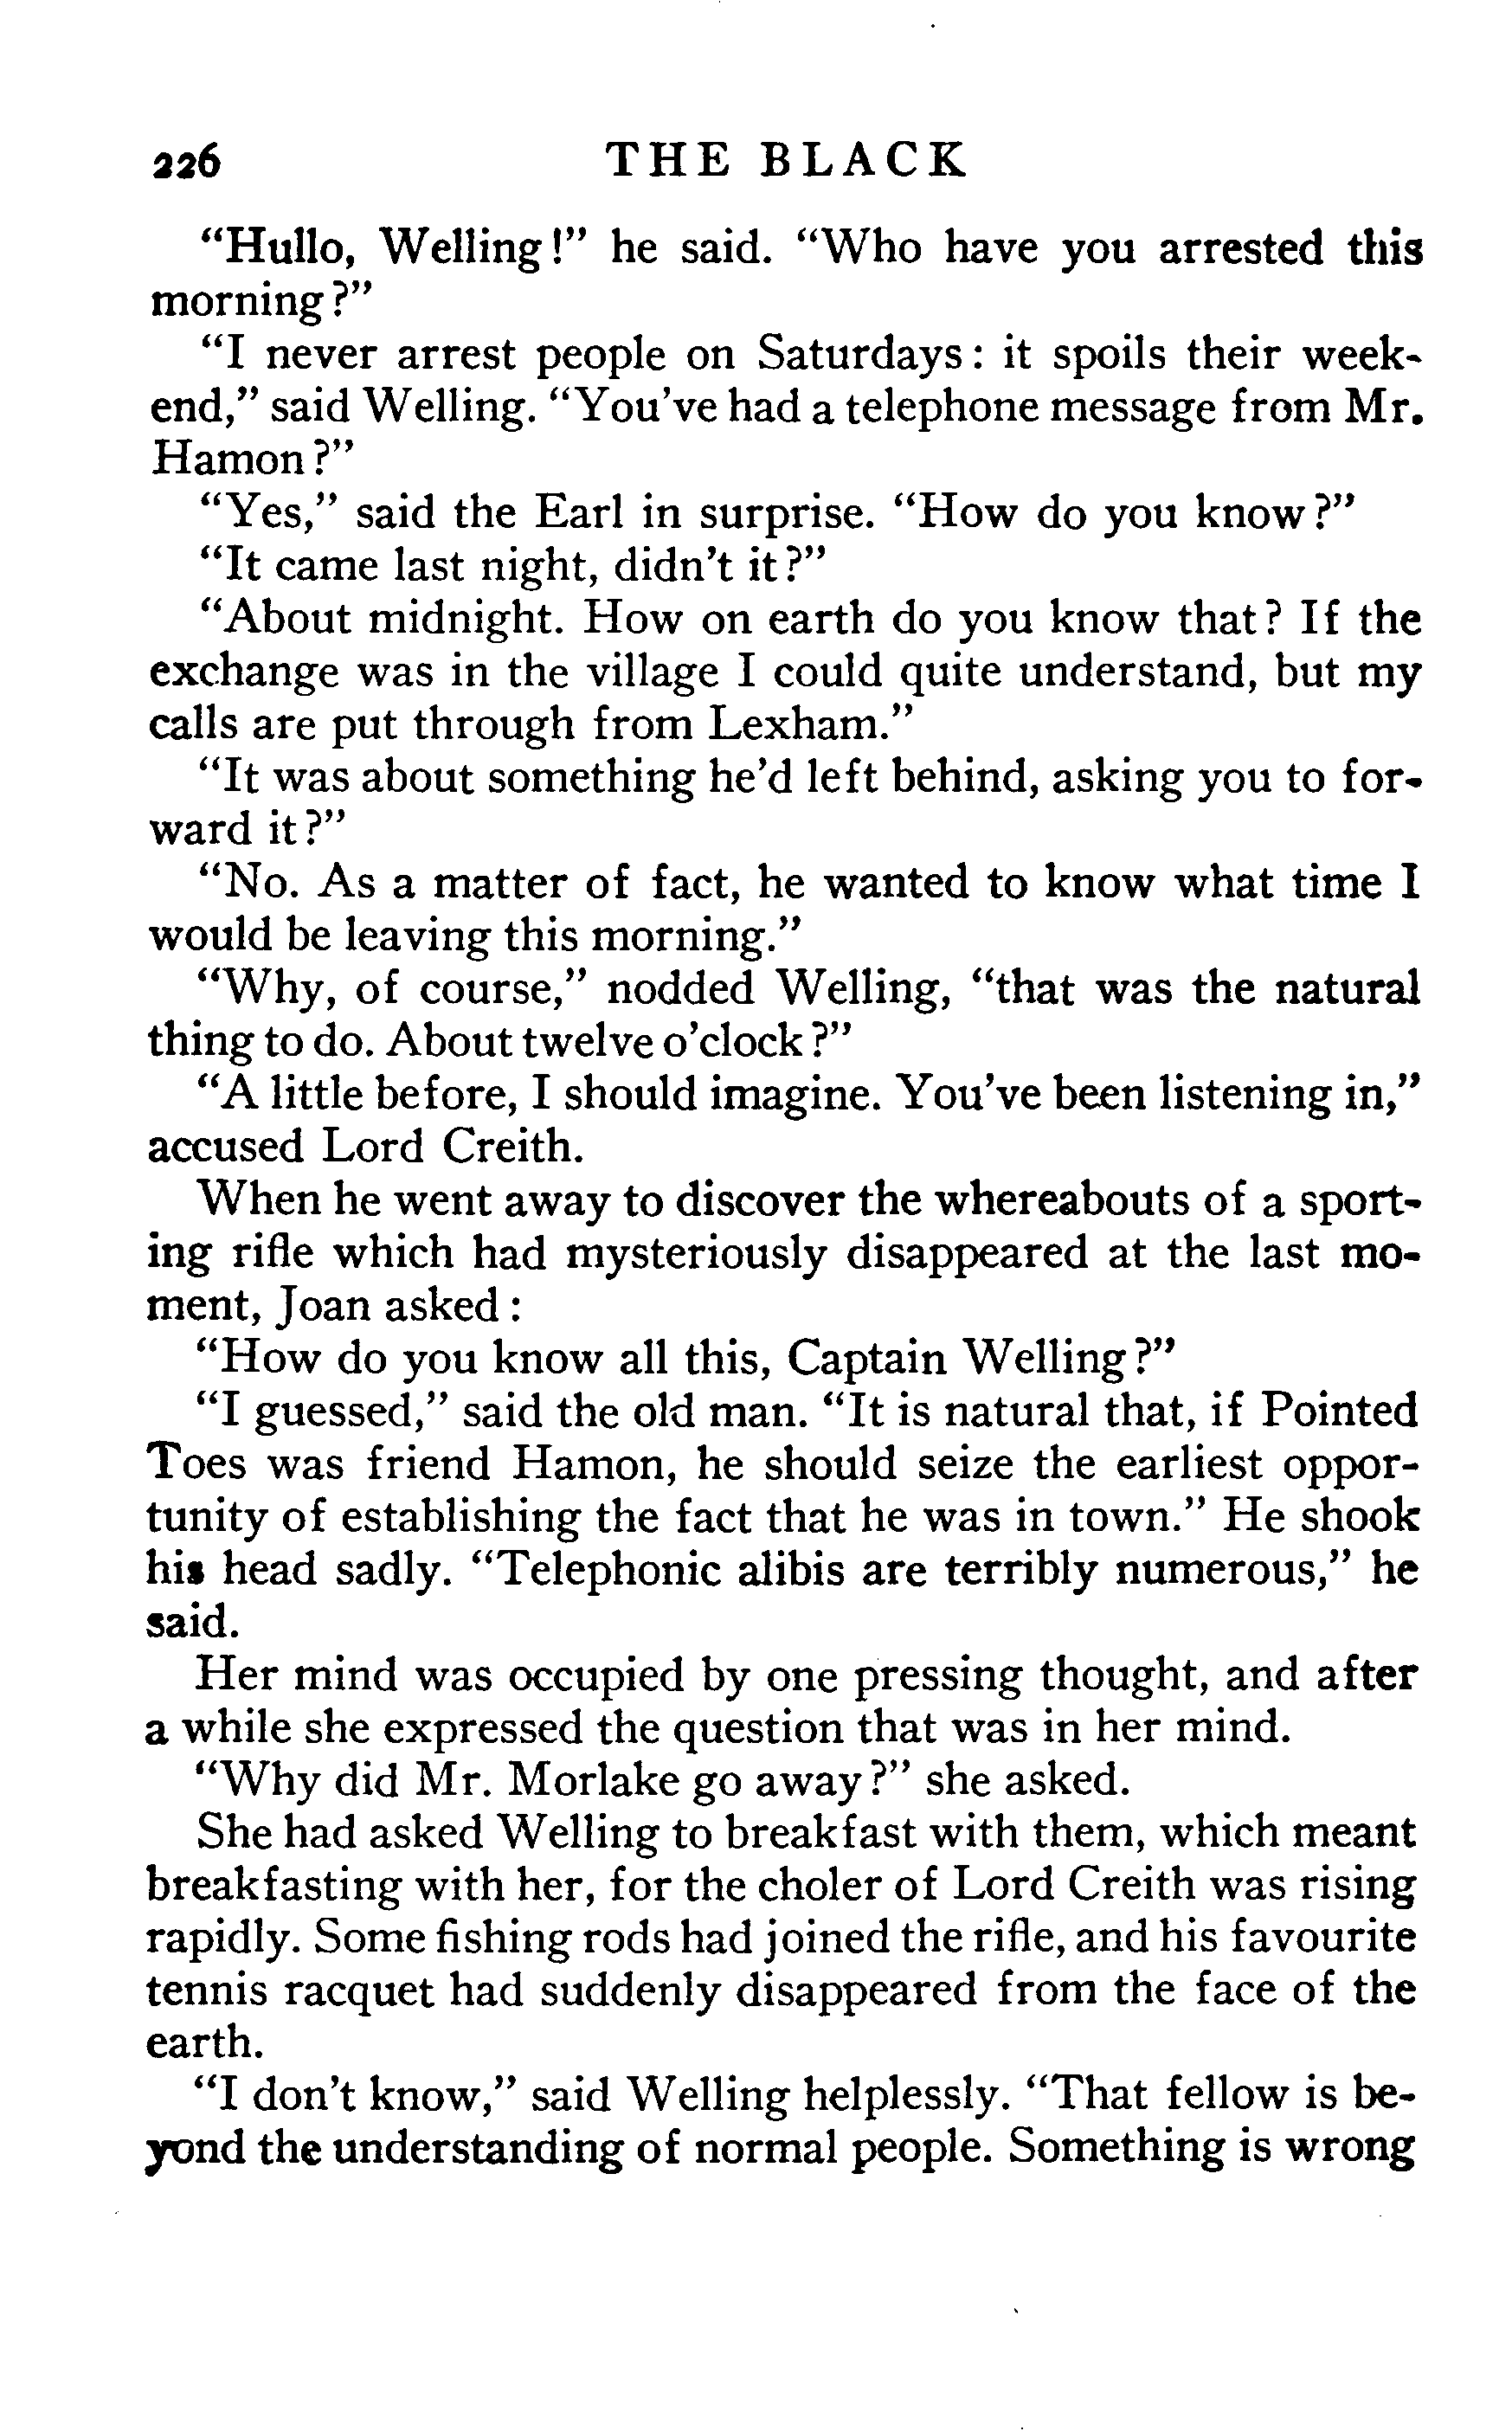 226 THE BLACK
“Hullo, Welling!” he said. “Who have you arrested this
morning?”
“I never arrest people on Saturdays: it spoils their week-
end,” said Welling. “You've had a telephone message from Mr.
Hamon?”
“Yes,” said the Earl in surprise. “How do you know?”
“It came last night, didn't it?”
“About midnight. How on earth do you know that? If the
exchange was in the village I could quite understand, but my
calls are put through from Lexham.”
“It was about something he'd left behind, asking you to for-
ward it?”
“No. As a matter of fact, he wanted to know what time I
would be leaving this morning.”
“Why, of course,” nodded Welling, “that was the natural
thing to do. About twelve o'clock?”
“A little before, I should imagine. You've been listening in,”
accused Lord Creith.
When he went away to discover the whereabouts of a sport-
ing rifle which had mysteriously disappeared at the last mo-
ment, Joan asked:
“How do you know all this, Captain Welling?”
“I guessed,” said the old man. “It is natural that, if Pointed
Toes was friend Hamon, he should seize the earliest oppor-
tunity of establishing the fact that he was in town.” He shook
his head sadly. “Telephonic alibis are terribly numerous,” he
said.
Her mind was occupied by one pressing thought, and after
a while she expressed the question that was in her mind.
“Why did Mr. Morlake go away?” she asked.
She had asked Welling to breakfast with them, which meant
breakfasting with her, for the choler of Lord Creith was rising
rapidly. Some fishing rods had joined the rifle, and his favourite
tennis racquet had suddenly disappeared from the face of the
earth.
“I don't know,” said Welling helplessly. “That fellow is be-
yond the understanding of normal people. Something is wrong